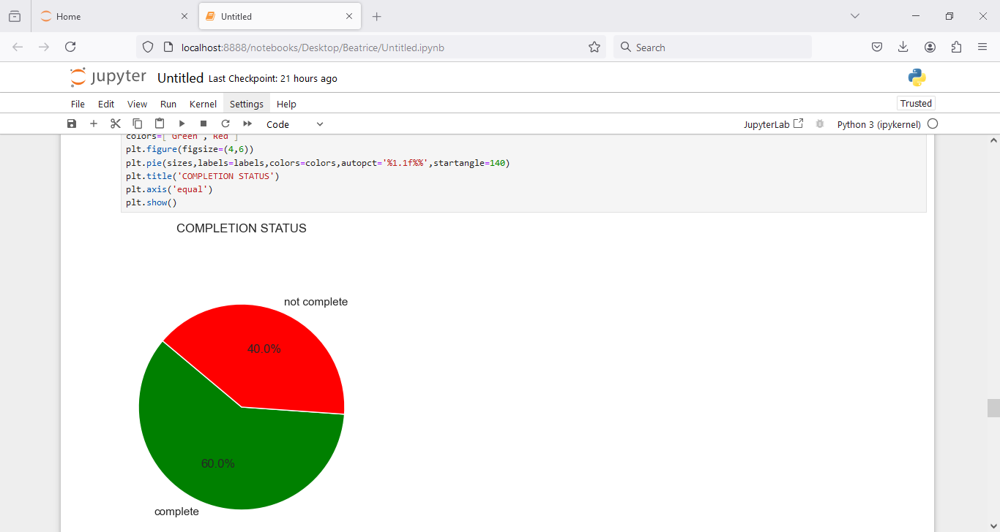 Home
Untitled
localhost:8888/notebooks/Desktop/Beatrice/Untitled.ipynb
Search
jupyter Untitled Last Checkpoint: 21 hours ago
File Edit View Run Kernel Settings Help
Trusted
Code
JupyterLab
Python 3 (ipykernel)
colors=['Green','Red']
plt.figure(figsize=(4,6))
plt.pie(sizes,labels=labels,colors=colors,autopct='%1.1f%%',startangle=140)
plt.title('COMPLETION STATUS')
plt.axis('equal')
plt.show()
COMPLETION STATUS
not complete
40.0%
60.0%
complete